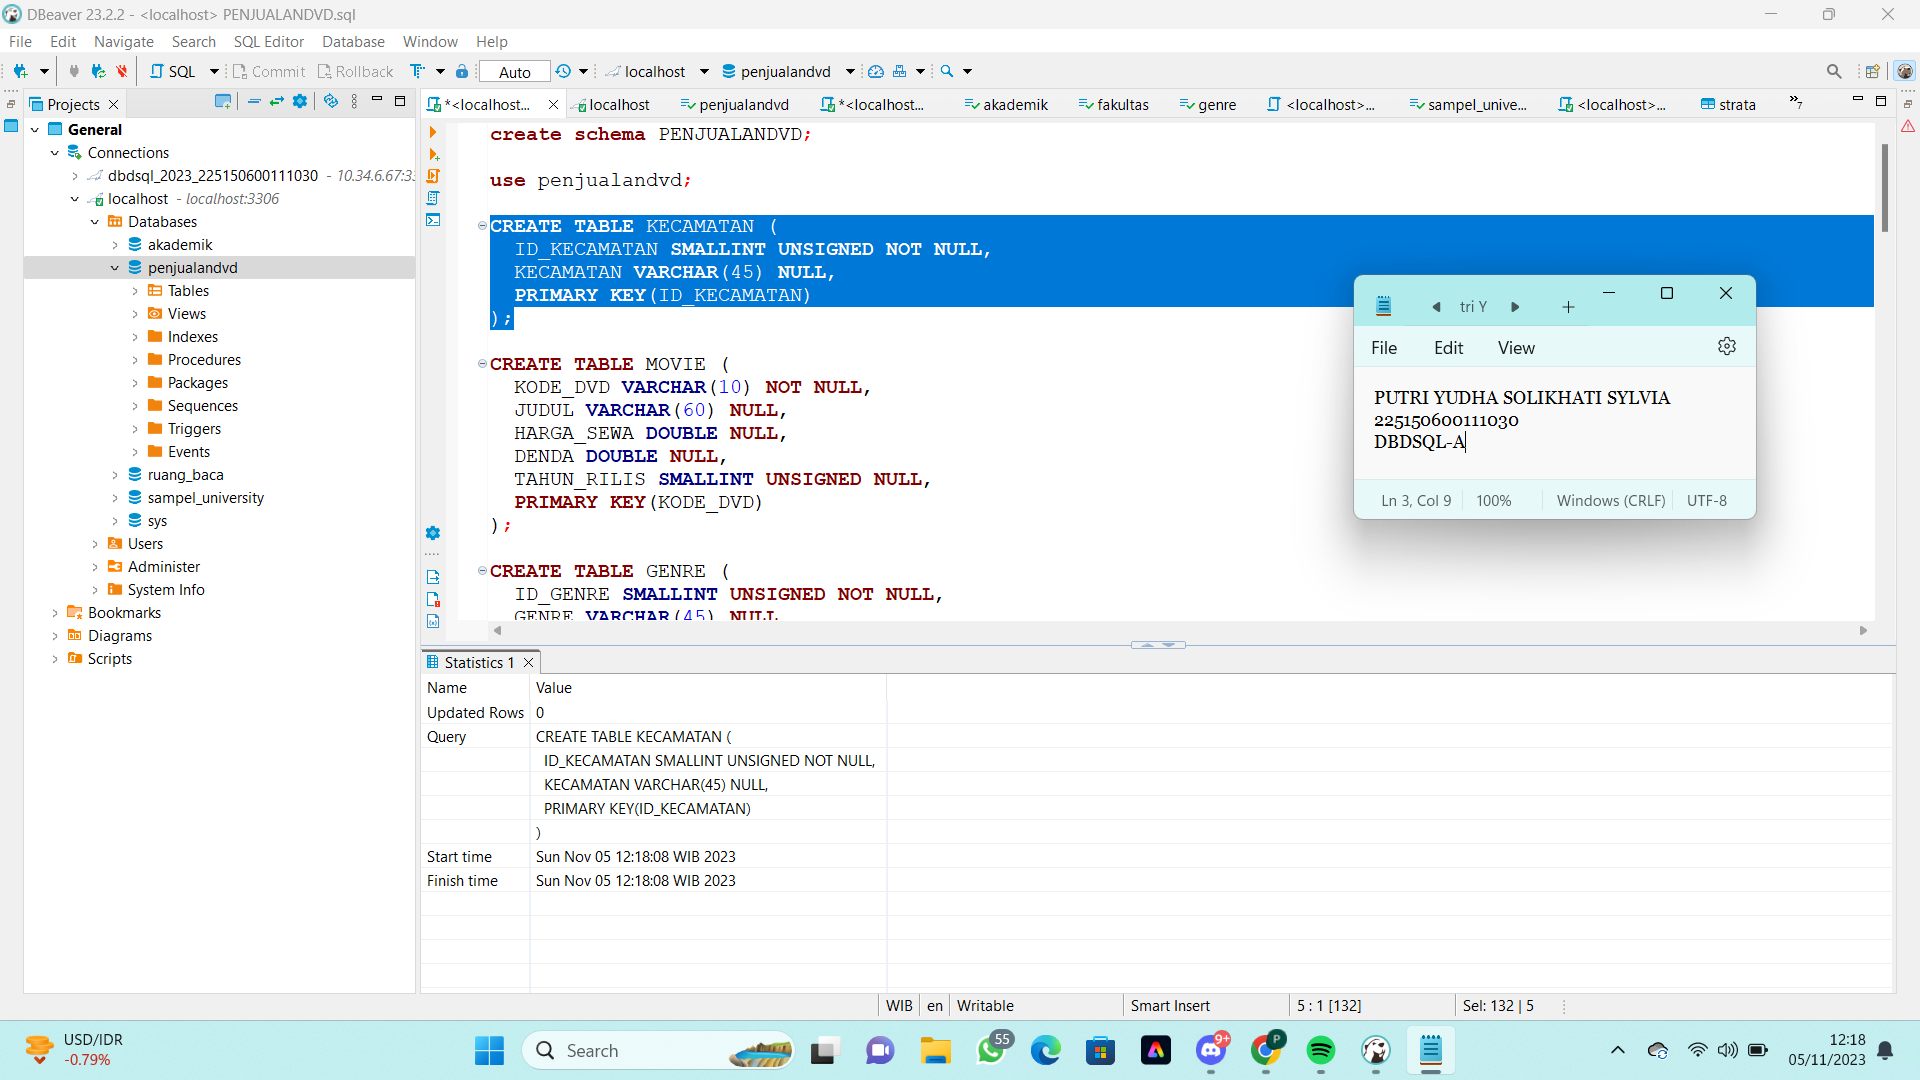 DBeaver 23.2.2 - <localhost> PENJUALANDVD.sql
File Edit Navigate Search SQL Editor Database Window Help
SQL Commit Rollback Auto localhost penjualandvd
Projects
*<localhost... localhost penjualandvd *<localhost... akademik fakultas genre <localhost>... sampel_unive... <localhost>... strata »7
General
Connections
dbdsql_2023_225150600111030 - 10.34.6.67:33
localhost - localhost:3306
Databases
akademik
penjualandvd
Tables
Views
Indexes
Procedures
Packages
Sequences
Triggers
Events
ruang_baca
sampel_university
sys
Users
Administer
System Info
Bookmarks
Diagrams
Scripts
create schema PENJUALANDVD;
use penjualandvd;
CREATE TABLE KECAMATAN (
ID_KECAMATAN SMALLINT UNSIGNED NOT NULL,
KECAMATAN VARCHAR(45) NULL,
PRIMARY KEY(ID_KECAMATAN)
);
CREATE TABLE MOVIE (
KODE_DVD VARCHAR(10) NOT NULL,
JUDUL VARCHAR(60) NULL,
HARGA_SEWA DOUBLE NULL,
DENDA DOUBLE NULL,
TAHUN_RILIS SMALLINT UNSIGNED NULL,
PRIMARY KEY(KODE_DVD)
);
CREATE TABLE GENRE (
ID_GENRE SMALLINT UNSIGNED NOT NULL,
GENRE VARCHAR(45) NULL
tri Y
File Edit View
PUTRI YUDHA SOLIKHATI SYLVIA
225150600111030
DBDSQL-A
Ln 3, Col 9 100% Windows (CRLF) UTF-8
Statistics 1
Name Value
Updated Rows 0
Query CREATE TABLE KECAMATAN (
ID_KECAMATAN SMALLINT UNSIGNED NOT NULL,
KECAMATAN VARCHAR(45) NULL,
PRIMARY KEY(ID_KECAMATAN)
)
Start time Sun Nov 05 12:18:08 WIB 2023
Finish time Sun Nov 05 12:18:08 WIB 2023
WIB en Writable Smart Insert 5 : 1 [132] Sel: 132 | 5
USD/IDR
-0.79%
Search
55
9+
P
12:18
05/11/2023